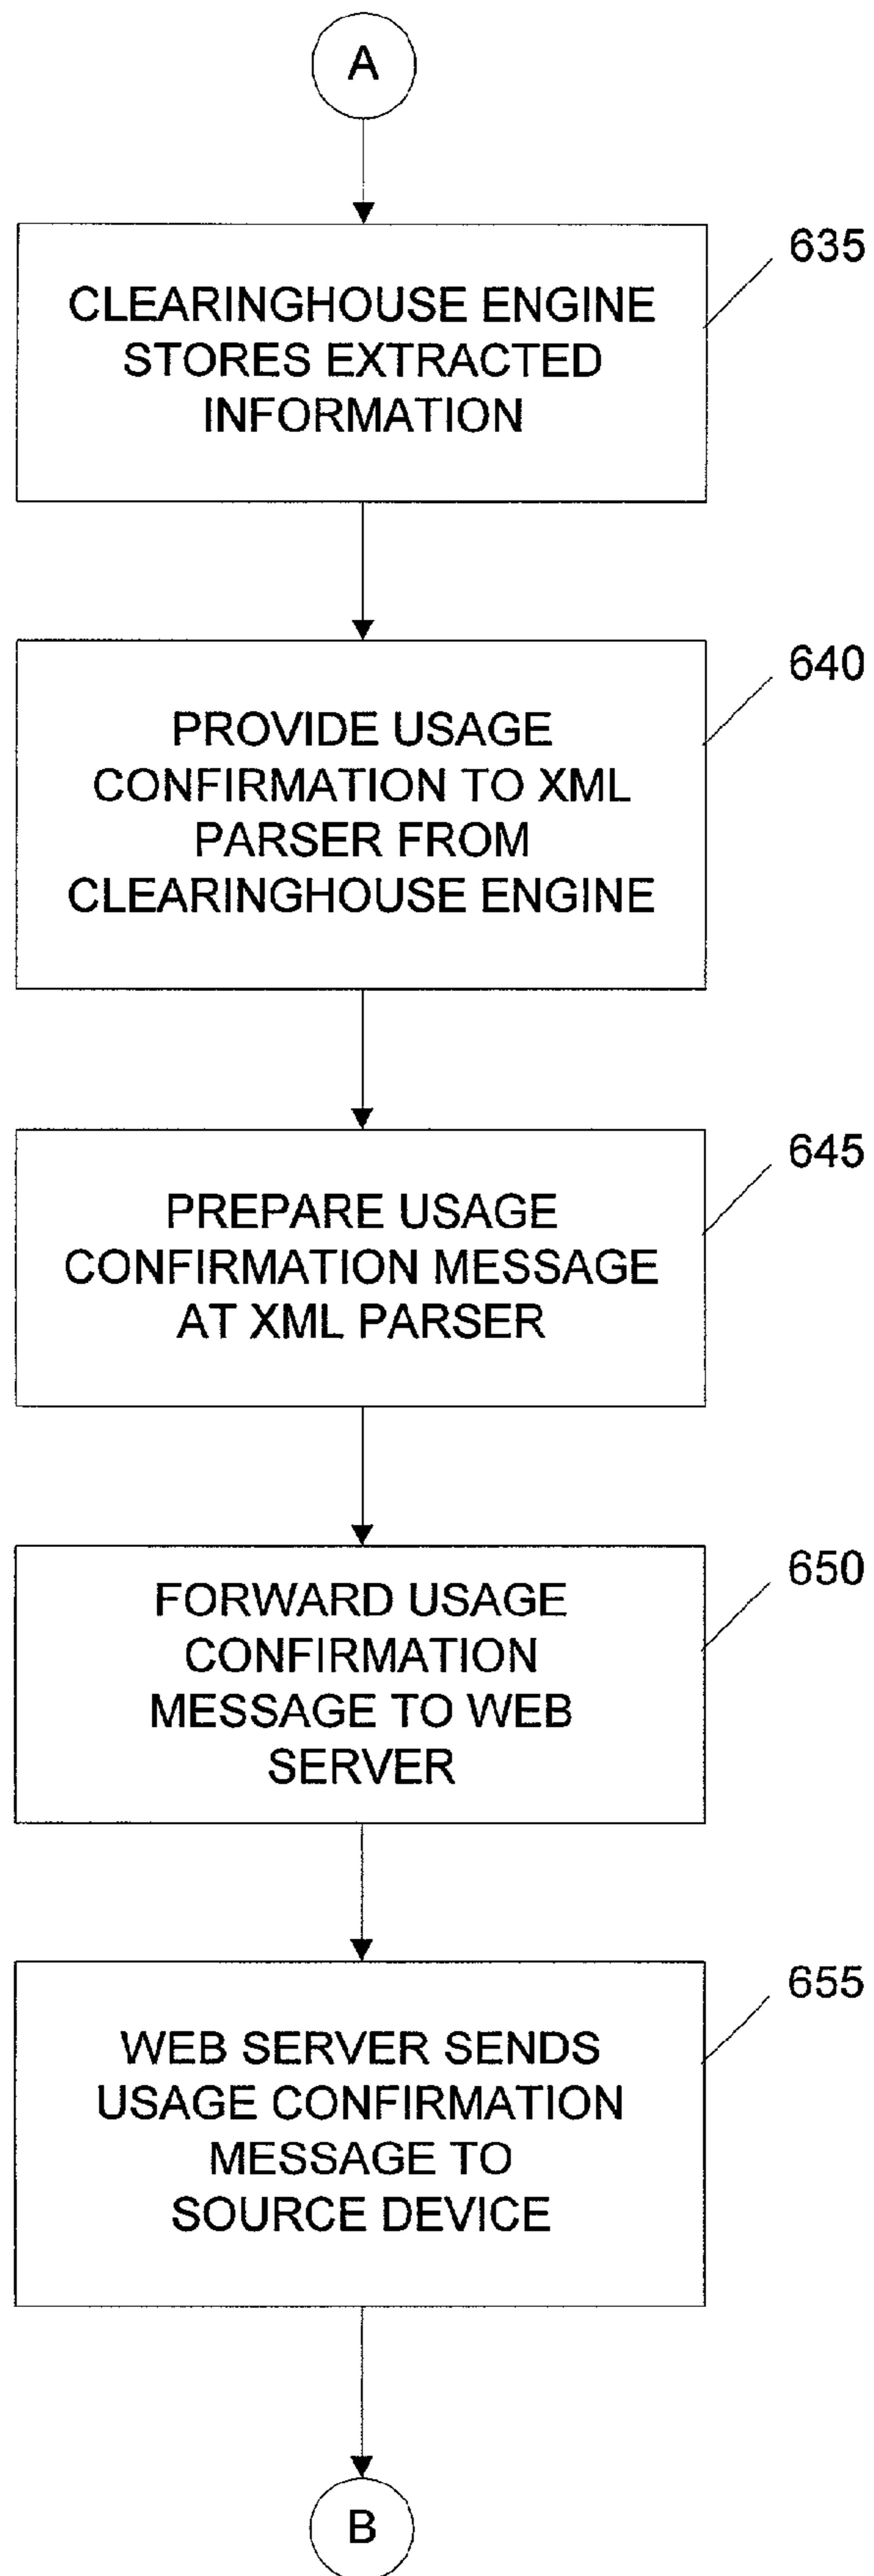 A
635
CLEARINGHOUSE ENGINE
STORES EXTRACTED
INFORMATION
640
PROVIDE USAGE
CONFIRMATION TO XML
PARSER FROM
CLEARINGHOUSE ENGINE
645
PREPARE USAGE
CONFIRMATION MESSAGE
AT XML PARSER
650
FORWARD USAGE
CONFIRMATION
MESSAGE TO WEB
SERVER
655
WEB SERVER SENDS
USAGE CONFIRMATION
MESSAGE TO
SOURCE DEVICE
B